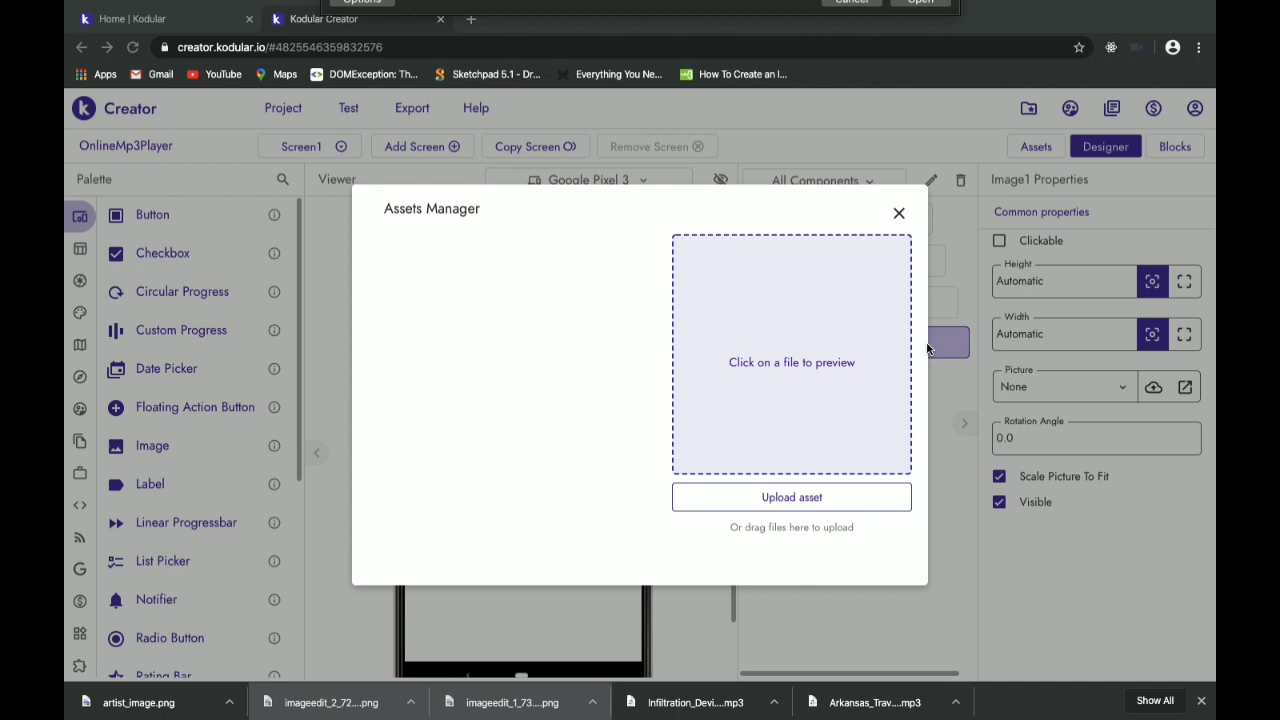 Options Cancel Open
Home | Kodular
Kodular Creator
creator.kodular.io/#4825546359832576
Apps Gmail YouTube Maps DOMException: Th... Sketchpad 5.1 - Dr... Everything You Ne... How To Create an I...
Creator Project Test Export Help
OnlineMp3Player Screen1 Add Screen Copy Screen Remove Screen Assets Designer Blocks
Palette Viewer Google Pixel 3 All Components Image1 Properties
Assets Manager
Click on a file to preview
Upload asset
Or drag files here to upload
Button
Checkbox
Circular Progress
Custom Progress
Date Picker
Floating Action Button
Image
Label
Linear Progressbar
List Picker
Notifier
Radio Button
Rating Bar
Common properties
Clickable
Height
Automatic
Width
Automatic
Picture
None
Rotation Angle
0.0
Scale Picture To Fit
Visible
artist_image.png imageedit_2_72....png imageedit_1_73....png Infiltration_Devi....mp3 Arkansas_Trav....mp3 Show All